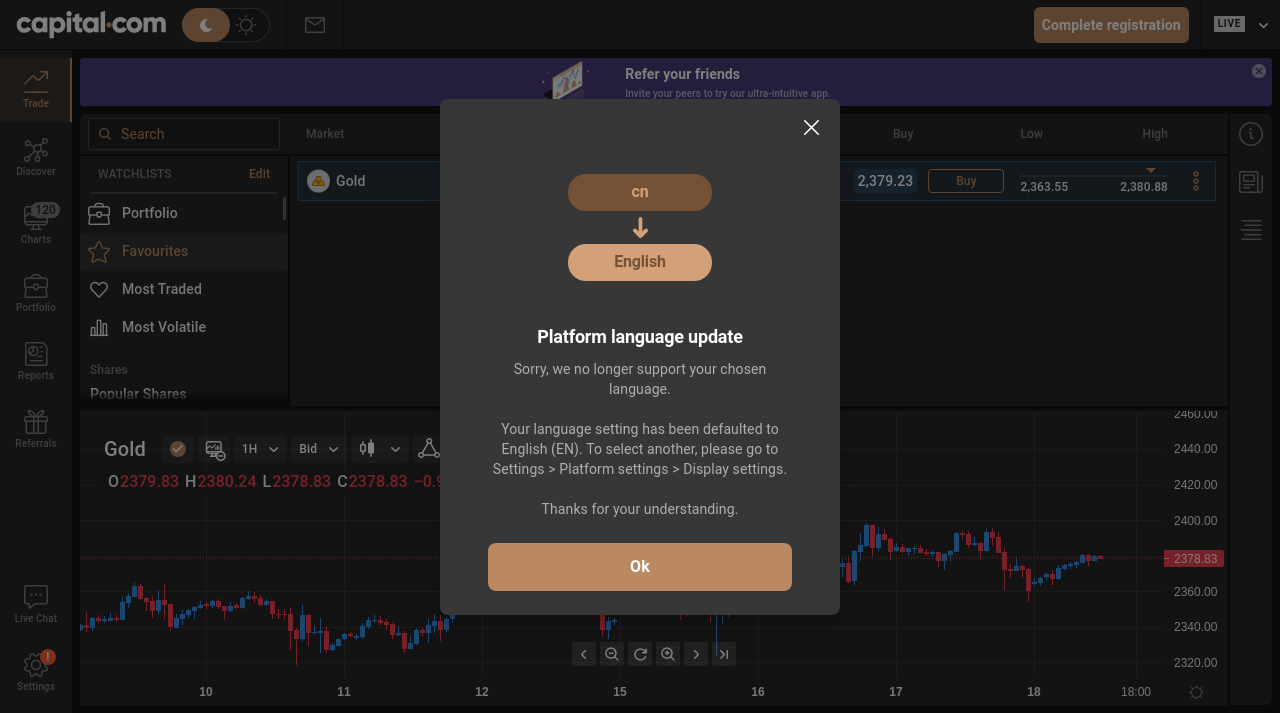 capital.com
Complete registration
LIVE
Refer your friends
Invite your peers to try our ultra-intuitive app.
Trade
Discover
120
Charts
Portfolio
Reports
Referrals
Live Chat
!
Settings
Search
Market
Buy
Low
High
WATCHLISTS
Edit
Portfolio
Favourites
Most Traded
Most Volatile
Shares
Popular Shares
Gold
2,379.23
Buy
2,363.55
2,380.88
cn
English
Platform language update
Sorry, we no longer support your chosen
language.
Your language setting has been defaulted to
English (EN). To select another, please go to
Settings > Platform settings > Display settings.
Thanks for your understanding.
Ok
Gold
1H
Bid
O2379.83 H2380.24 L2378.83 C2378.83
2460.00
2440.00
2420.00
2400.00
2378.83
2360.00
2340.00
2320.00
10
11
12
15
16
17
18
18:00